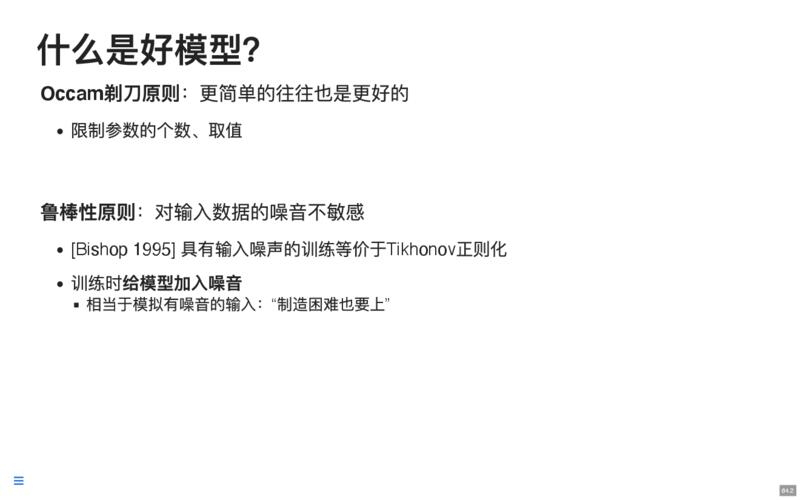 什么是好模型?
Occam剃刀原则：更简单的往往也是更好的
• 限制参数的个数、取值
鲁棒性原则：对输入数据的噪音不敏感
• [Bishop 1995] 具有输入噪声的训练等价于Tikhonov正则化
• 训练时给模型加入噪音
▪ 相当于模拟有噪音的输入：“制造困难也要上”
64.2